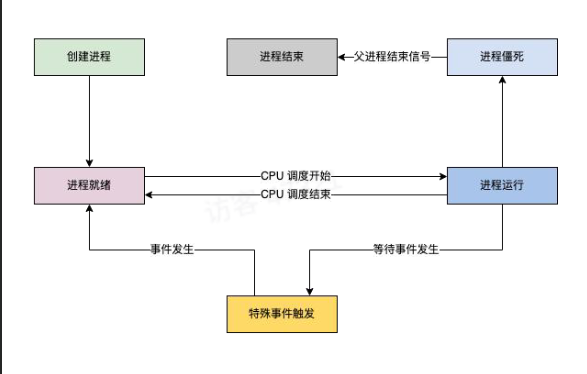 创建进程
进程结束
父进程结束信号
进程僵死
进程就绪
CPU 调度开始
CPU 调度结束
进程运行
事件发生
等待事件发生
特殊事件触发
访客